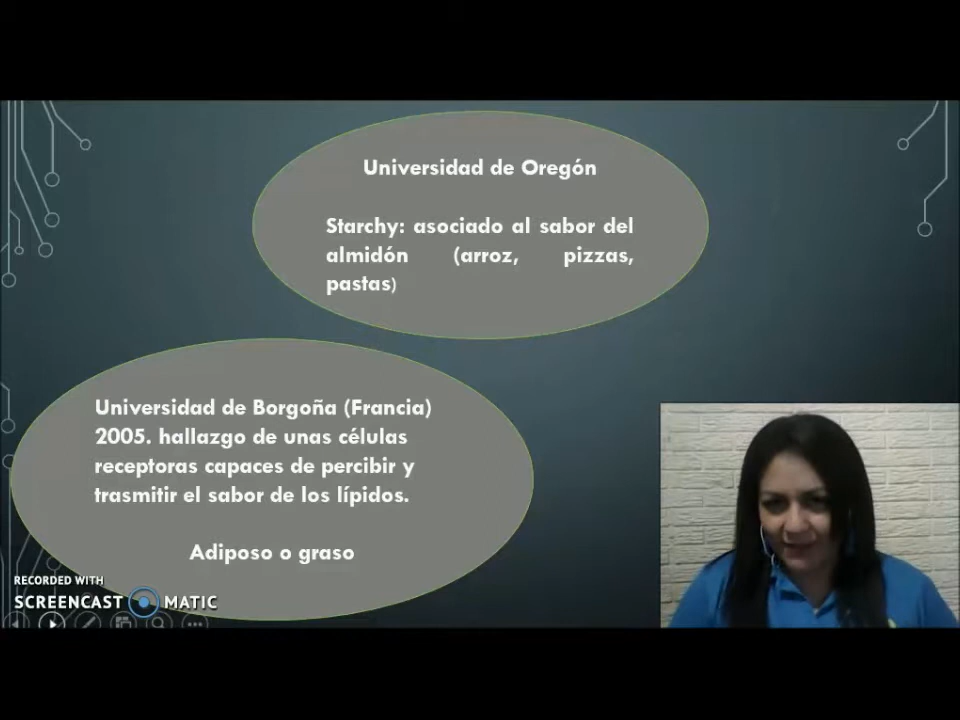 Universidad de Oregón
Starchy: asociado al sabor del
almidón (arroz, pizzas,
pastas)
Universidad de Borgoña (Francia)
2005. hallazgo de unas células
receptoras capaces de percibir y
trasmitir el sabor de los lípidos.
Adiposo o graso
RECORDED WITH
SCREENCAST MATIC